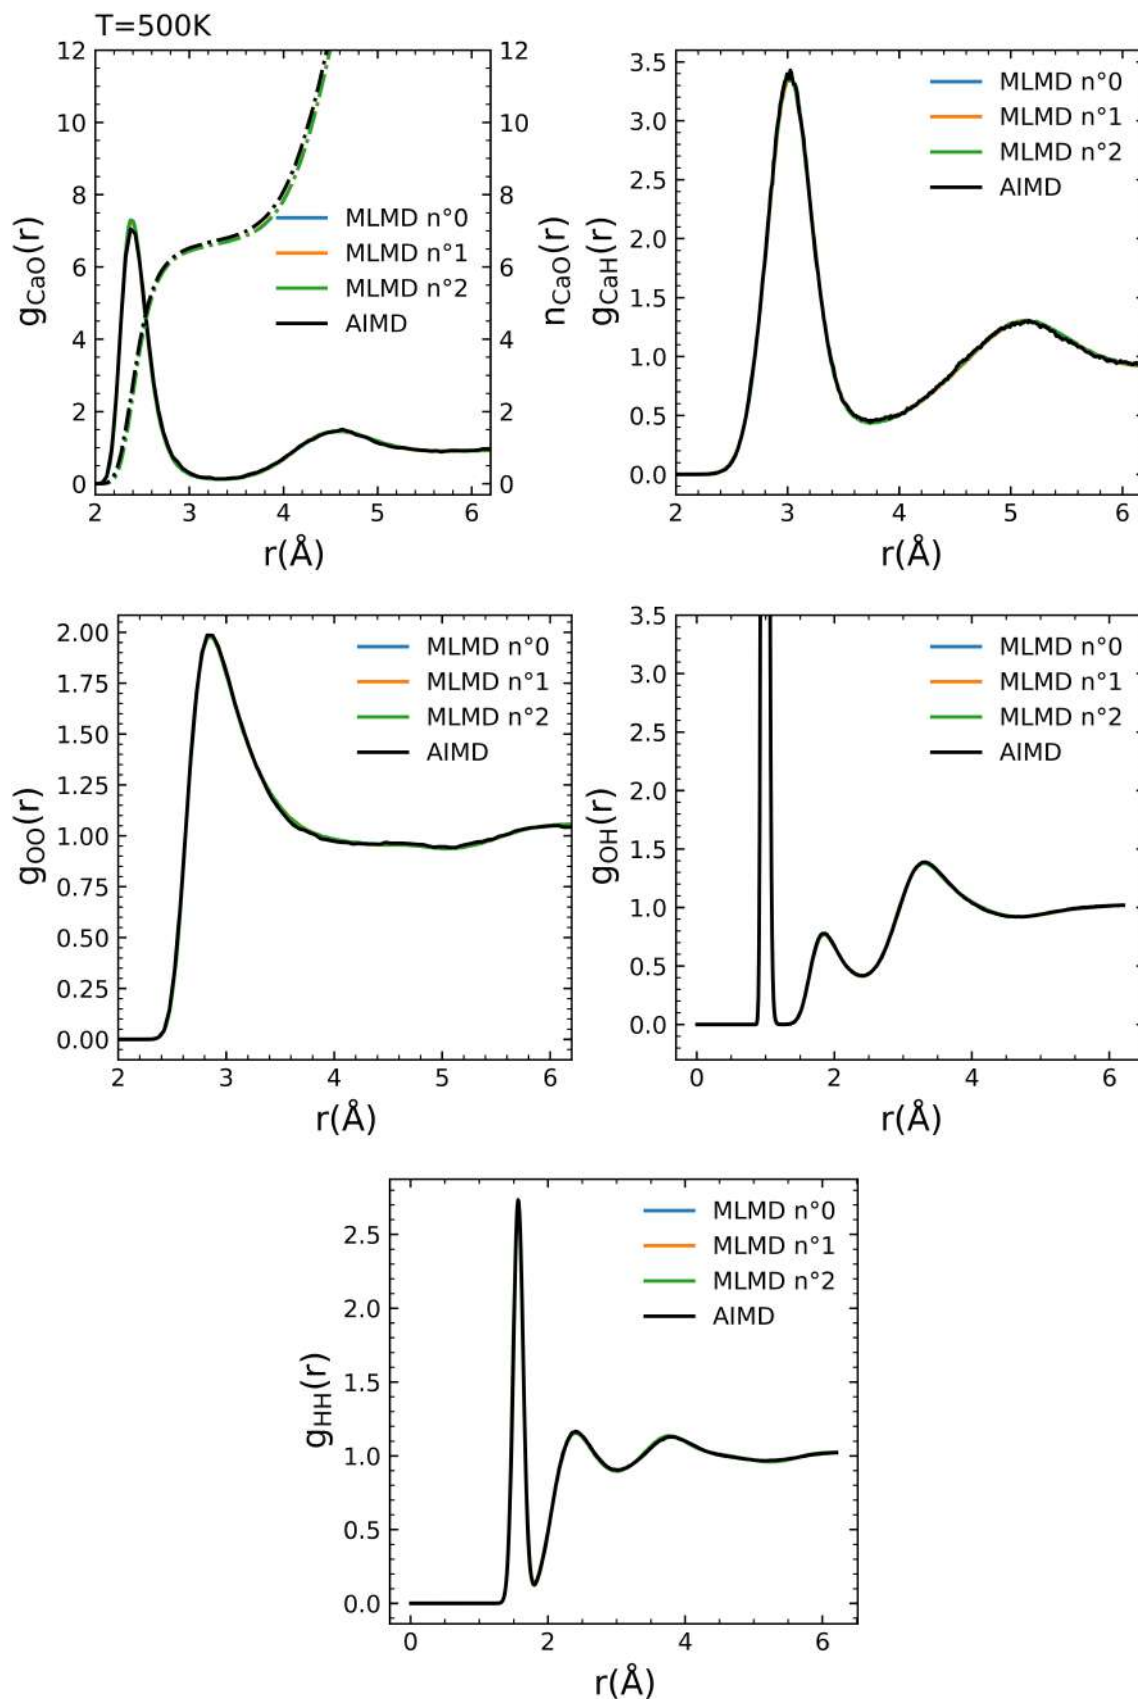 T=500K
12
10
8
6
4
2
0
g_CaO(r)
2 3 4 5 6
r(Å)
12
10
8
6
4
2
0
n_CaO(r)
MLMD n°0
MLMD n°1
MLMD n°2
AIMD
3.5
3.0
2.5
2.0
1.5
1.0
0.5
0.0
g_CaH(r)
2 3 4 5 6
r(Å)
MLMD n°0
MLMD n°1
MLMD n°2
AIMD
2.00
1.75
1.50
1.25
1.00
0.75
0.50
0.25
0.00
g_OO(r)
2 3 4 5 6
r(Å)
MLMD n°0
MLMD n°1
MLMD n°2
AIMD
3.5
3.0
2.5
2.0
1.5
1.0
0.5
0.0
g_OH(r)
0 2 4 6
r(Å)
MLMD n°0
MLMD n°1
MLMD n°2
AIMD
2.5
2.0
1.5
1.0
0.5
0.0
g_HH(r)
0 2 4 6
r(Å)
MLMD n°0
MLMD n°1
MLMD n°2
AIMD